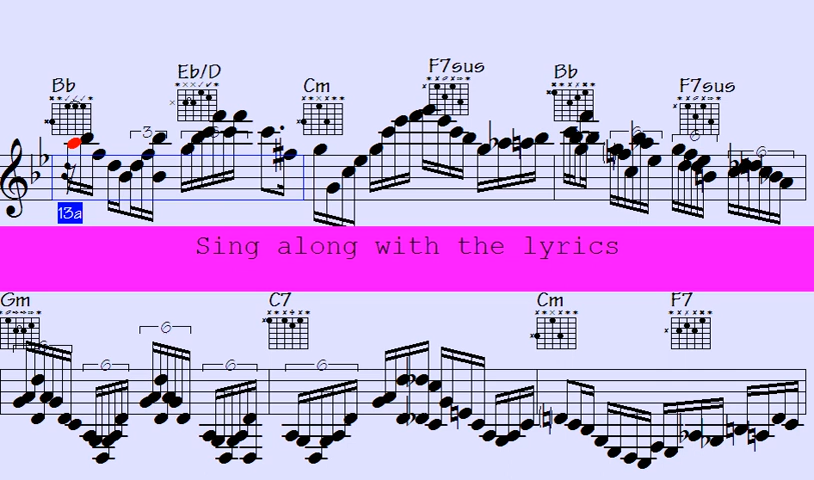 Bb Eb/D Cm F7sus Bb F7sus
3 6 6 6 6
13a
Sing along with the lyrics
Gm C7 Cm F7
6 6 6 6 6